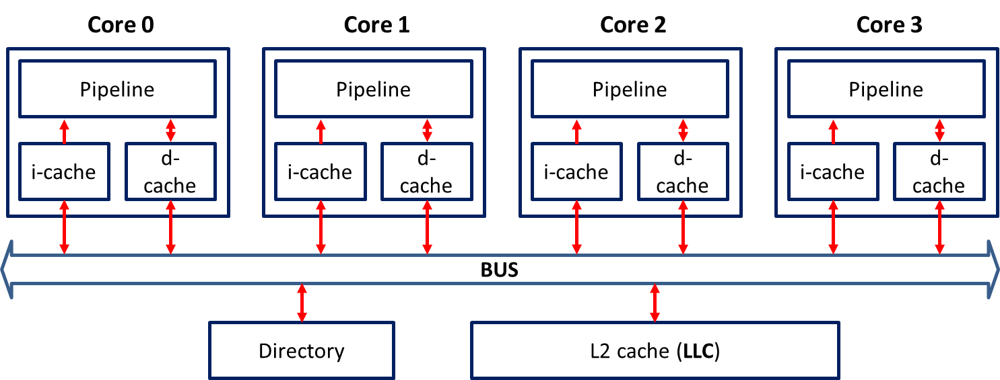 Core 0
Core 1
Core 2
Core 3
Pipeline
Pipeline
Pipeline
Pipeline
i-cache
d-
cache
i-cache
d-
cache
i-cache
d-
cache
i-cache
d-
cache
BUS
Directory
L2 cache (LLC)